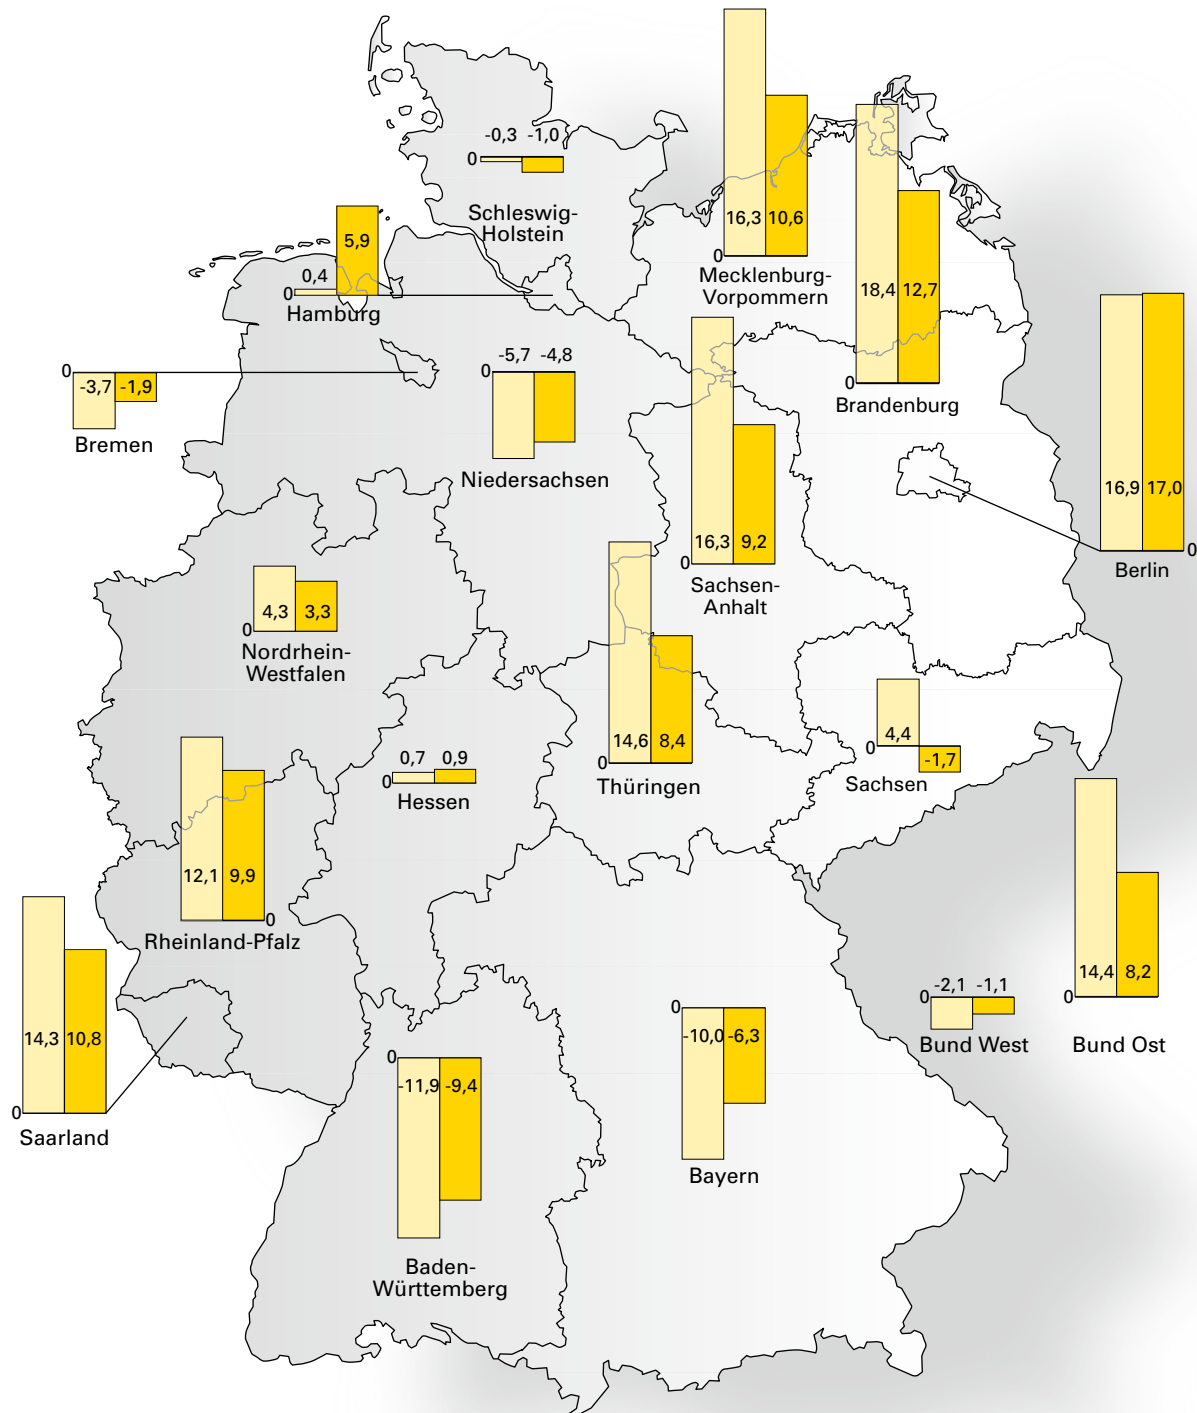 -0,3 -1,0
0
Schleswig-
Holstein
16,3 10,6
0
Mecklenburg-
Vorpommern
5,9
0,4
0
Hamburg
18,4 12,7
0
Brandenburg
0
-3,7 -1,9
Bremen
-5,7 -4,8
0
Niedersachsen
16,9 17,0
0
Berlin
16,3 9,2
0
Sachsen-
Anhalt
4,3 3,3
0
Nordrhein-
Westfalen
14,6 8,4
0
Thüringen
4,4
0
-1,7
Sachsen
0,7 0,9
0
Hessen
12,1 9,9
0
Rheinland-Pfalz
14,3 10,8
0
Saarland
-2,1 -1,1
0
Bund West
14,4 8,2
0
Bund Ost
0
-10,0 -6,3
Bayern
0
-11,9 -9,4
Baden-
Württemberg